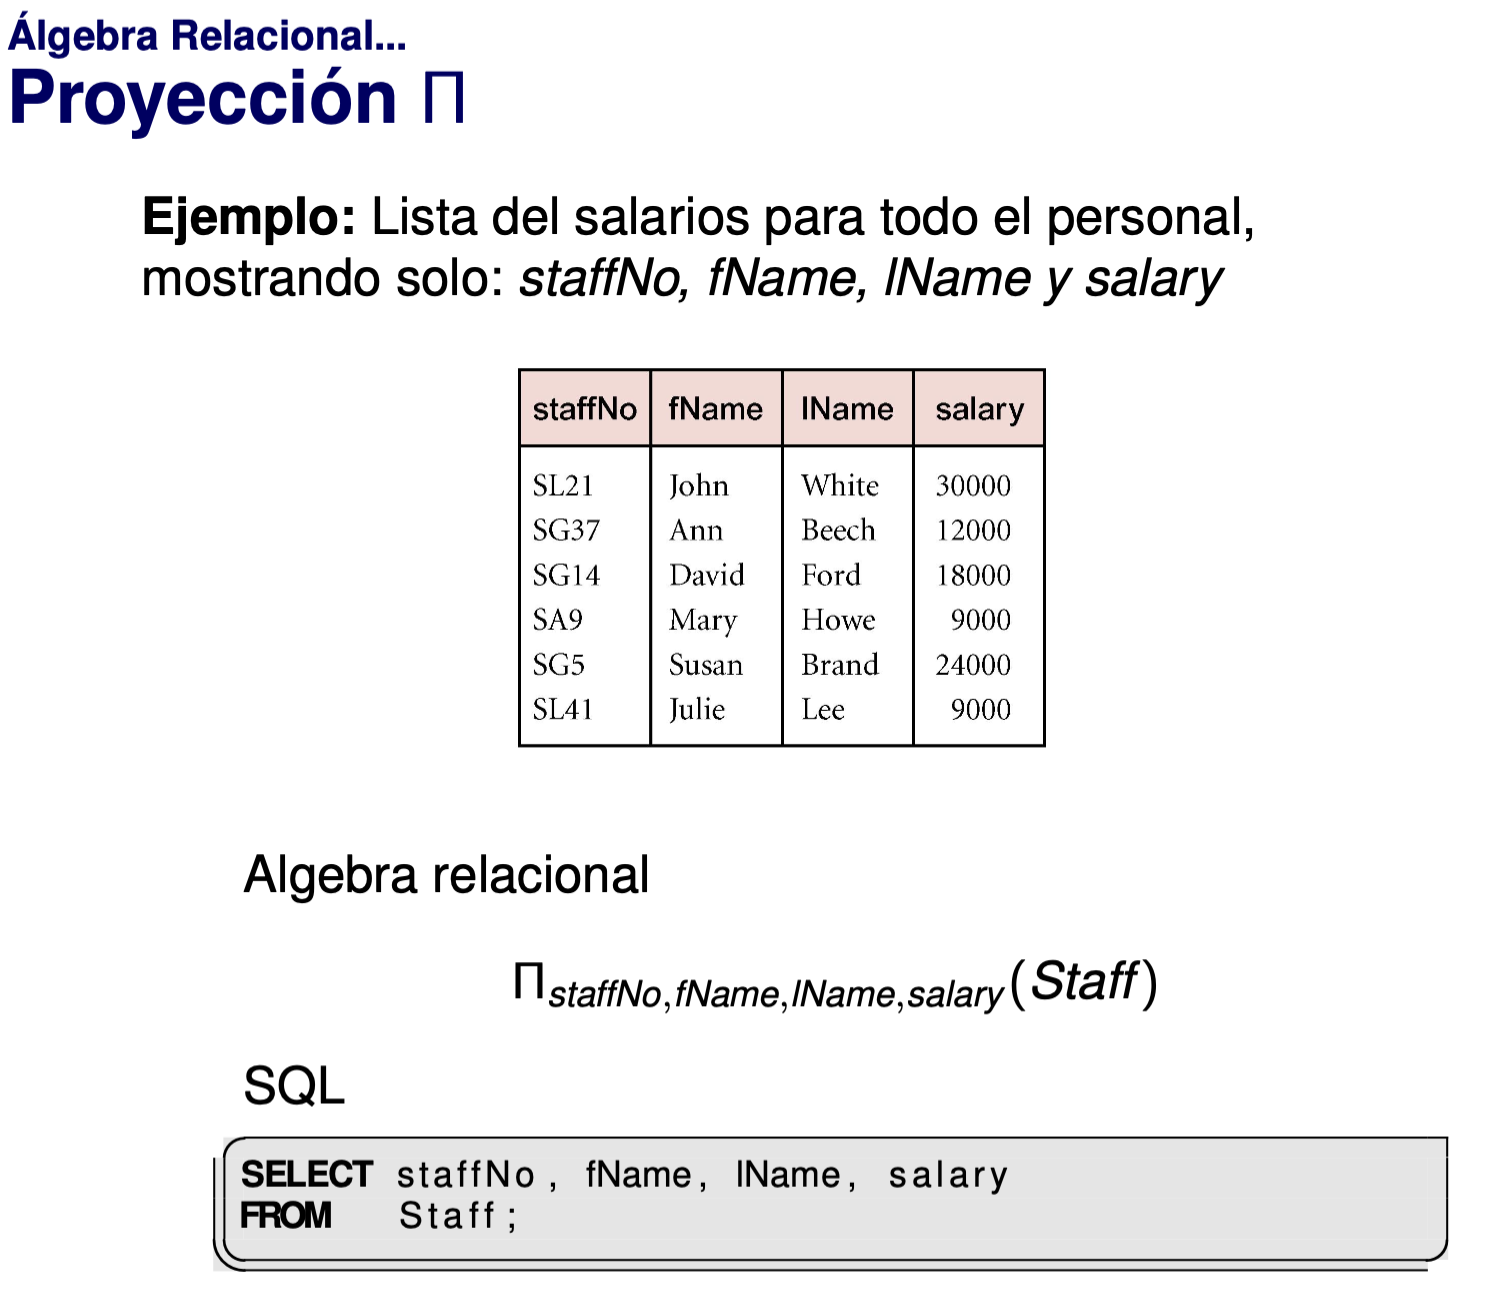 Álgebra Relacional...
Proyección Π
Ejemplo: Lista del salarios para todo el personal,
mostrando solo: staffNo, fName, lName y salary
staffNo fName lName salary
SL21 John White 30000
SG37 Ann Beech 12000
SG14 David Ford 18000
SA9 Mary Howe 9000
SG5 Susan Brand 24000
SL41 Julie Lee 9000
Algebra relacional
Π staffNo,fName,lName,salary(Staff)
SQL
SELECT staffNo, fName, lName, salary
FROM Staff;